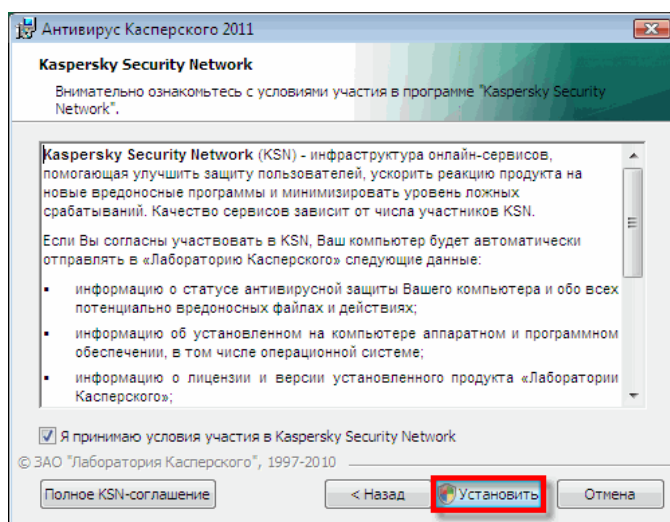 Антивирус Касперского 2011
Kaspersky Security Network
Внимательно ознакомьтесь с условиями участия в программе "Kaspersky Security
Network".
Kaspersky Security Network (KSN) - инфраструктура онлайн-сервисов,
помогающая улучшить защиту пользователей, ускорить реакцию продукта на
новые вредоносные программы и минимизировать уровень ложных
срабатываний. Качество сервисов зависит от числа участников KSN.
Если Вы согласны участвовать в KSN, Ваш компьютер будет автоматически
отправлять в «Лабораторию Касперского» следующие данные:
▪ информацию о статусе антивирусной защиты Вашего компьютера и обо всех
потенциально вредоносных файлах и действиях;
▪ информацию об установленном на компьютере аппаратном и программном
обеспечении, в том числе операционной системе;
▪ информацию о лицензии и версии установленного продукта «Лаборатории
Касперского»;
Я принимаю условия участия в Kaspersky Security Network
© ЗАО "Лаборатория Касперского", 1997-2010
Полное KSN-соглашение < Назад Установить Отмена